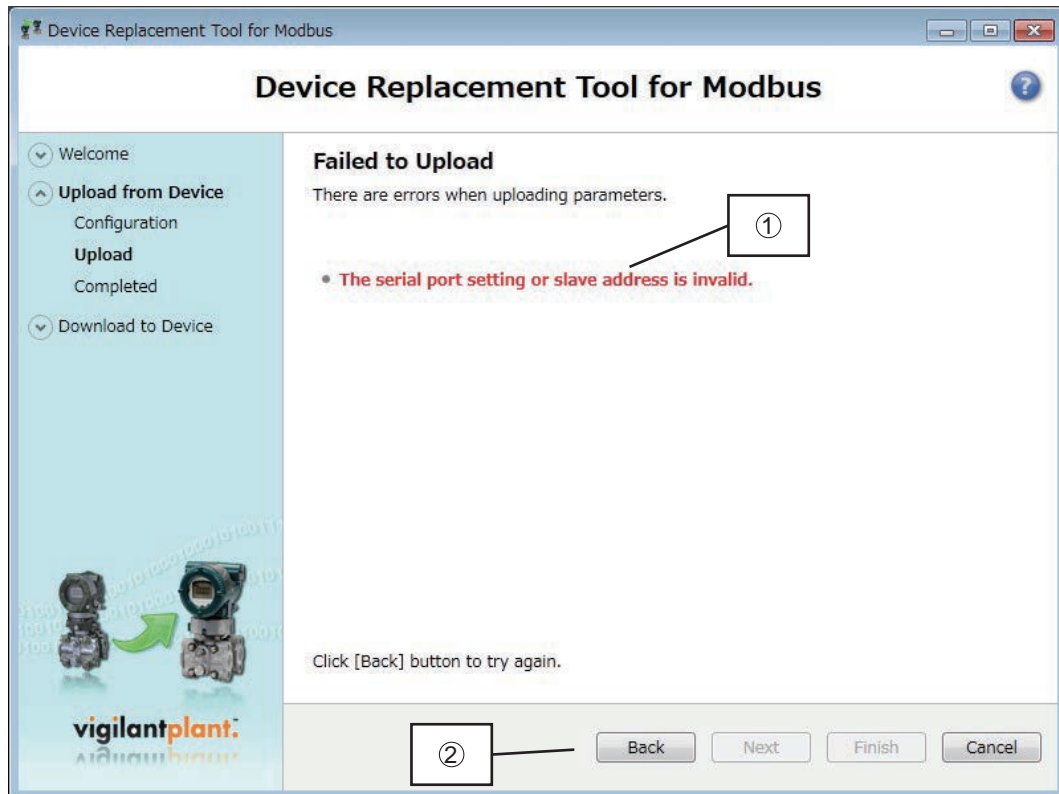 Device Replacement Tool for Modbus
Device Replacement Tool for Modbus
?
Welcome
Upload from Device
Configuration
Upload
Completed
Download to Device
Failed to Upload
There are errors when uploading parameters.
①
• The serial port setting or slave address is invalid.
Click [Back] button to try again.
vigilantplant.
②
Back
Next
Finish
Cancel